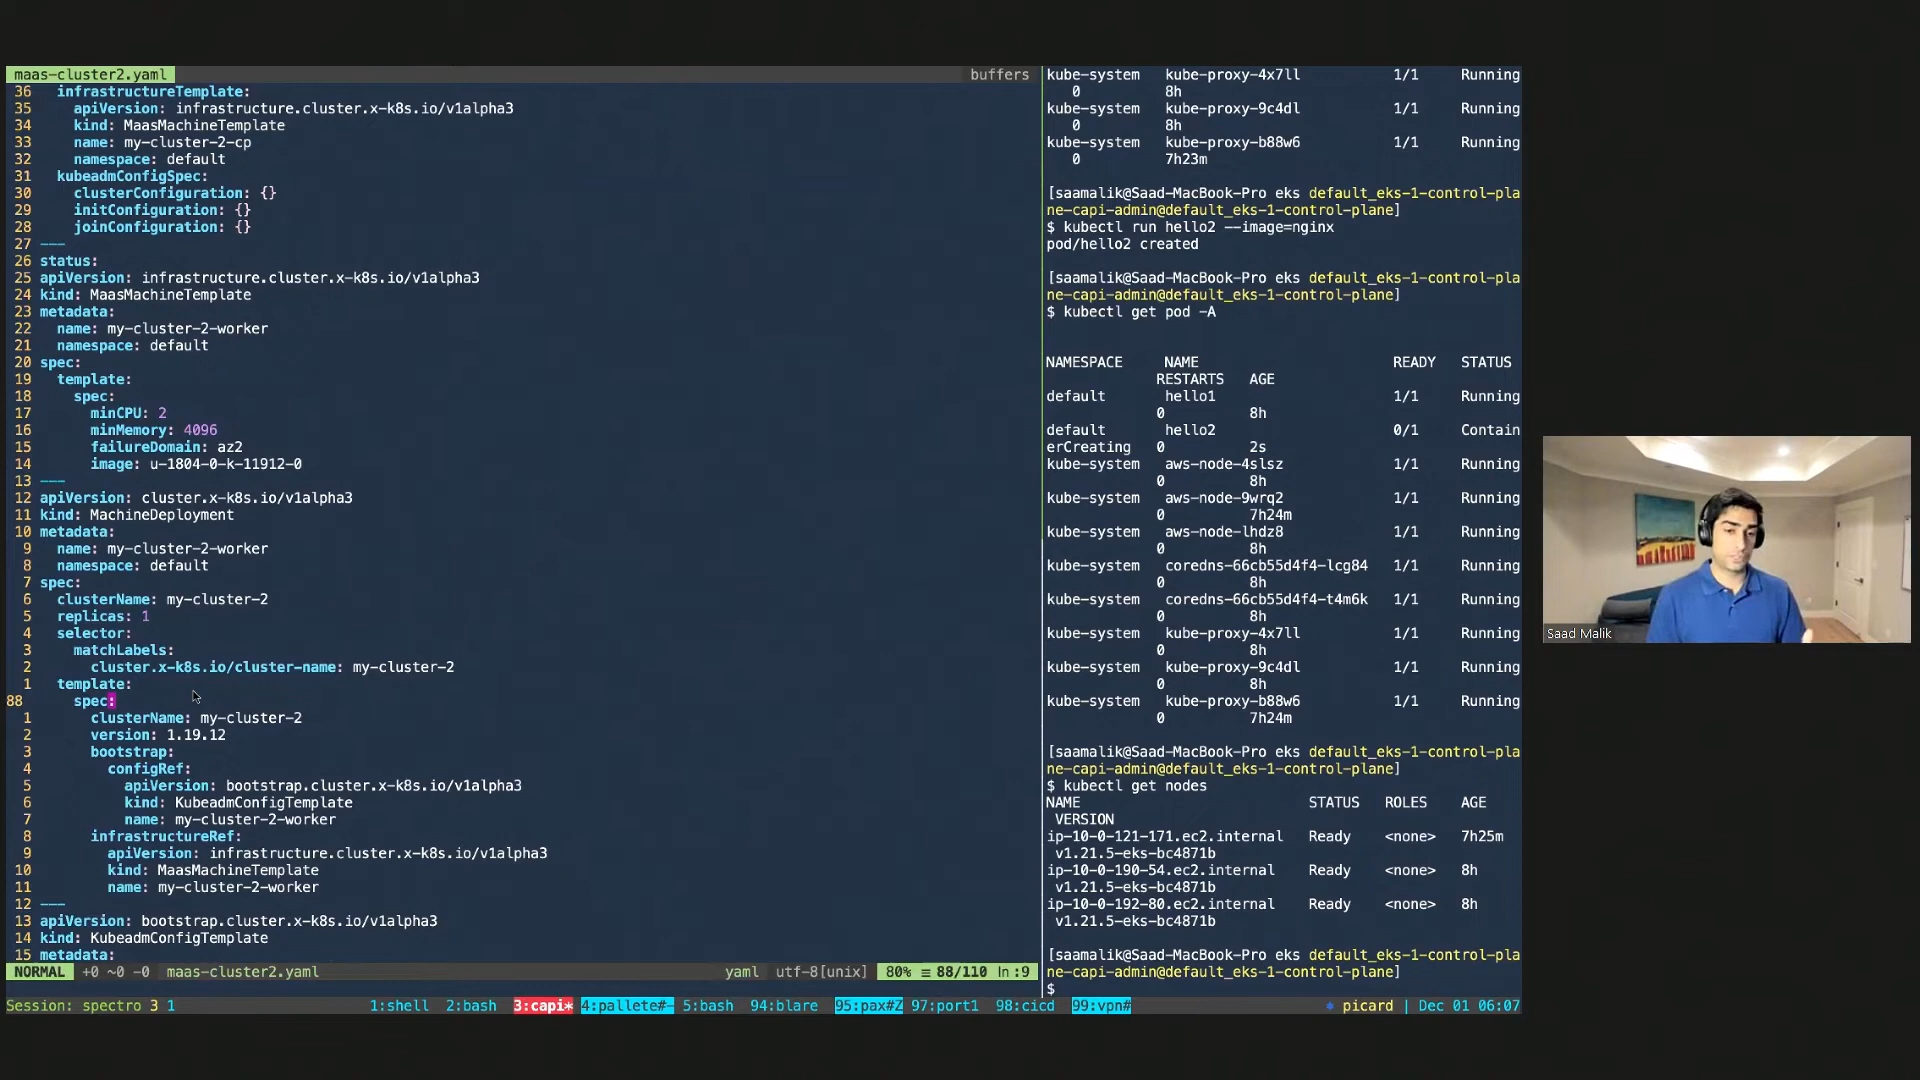 maas-cluster2.yaml buffers
36 infrastructureTemplate:
35 apiVersion: infrastructure.cluster.x-k8s.io/v1alpha3
34 kind: MaasMachineTemplate
33 name: my-cluster-2-cp
32 namespace: default
31 kubeadmConfigSpec:
30 clusterConfiguration: {}
29 initConfiguration: {}
28 joinConfiguration: {}
27 ---
26 status:
25 apiVersion: infrastructure.cluster.x-k8s.io/v1alpha3
24 kind: MaasMachineTemplate
23 metadata:
22 name: my-cluster-2-worker
21 namespace: default
20 spec:
19 template:
18 spec:
17 minCPU: 2
16 minMemory: 4096
15 failureDomain: az2
14 image: u-1804-0-k-11912-0
13 ---
12 apiVersion: cluster.x-k8s.io/v1alpha3
11 kind: MachineDeployment
10 metadata:
9 name: my-cluster-2-worker
8 namespace: default
7 spec:
6 clusterName: my-cluster-2
5 replicas: 1
4 selector:
3 matchLabels:
2 cluster.x-k8s.io/cluster-name: my-cluster-2
1 template:
88 spec:
1 clusterName: my-cluster-2
2 version: 1.19.12
3 bootstrap:
4 configRef:
5 apiVersion: bootstrap.cluster.x-k8s.io/v1alpha3
6 kind: KubeadmConfigTemplate
7 name: my-cluster-2-worker
8 infrastructureRef:
9 apiVersion: infrastructure.cluster.x-k8s.io/v1alpha3
10 kind: MaasMachineTemplate
11 name: my-cluster-2-worker
12 ---
13 apiVersion: bootstrap.cluster.x-k8s.io/v1alpha3
14 kind: KubeadmConfigTemplate
15 metadata:
NORMAL +0 ~0 -0 maas-cluster2.yaml yaml utf-8[unix] 80% ≡ 88/110 ln:9
kube-system kube-proxy-4x7ll 1/1 Running
0 8h
kube-system kube-proxy-9c4dl 1/1 Running
0 8h
kube-system kube-proxy-b88w6 1/1 Running
0 7h23m
[saamalik@Saad-MacBook-Pro eks default_eks-1-control-pla
ne-capi-admin@default_eks-1-control-plane]
$ kubectl run hello2 --image=nginx
pod/hello2 created
[saamalik@Saad-MacBook-Pro eks default_eks-1-control-pla
ne-capi-admin@default_eks-1-control-plane]
$ kubectl get pod -A
NAMESPACE NAME READY STATUS
RESTARTS AGE
default hello1 1/1 Running
0 8h
default hello2 0/1 Contain
erCreating 0 2s
kube-system aws-node-4slsz 1/1 Running
0 8h
kube-system aws-node-9wrq2 1/1 Running
0 7h24m
kube-system aws-node-lhdz8 1/1 Running
0 8h
kube-system coredns-66cb55d4f4-lcg84 1/1 Running
0 8h
kube-system coredns-66cb55d4f4-t4m6k 1/1 Running
0 8h
kube-system kube-proxy-4x7ll 1/1 Running
0 8h
kube-system kube-proxy-9c4dl 1/1 Running
0 8h
kube-system kube-proxy-b88w6 1/1 Running
0 7h24m
[saamalik@Saad-MacBook-Pro eks default_eks-1-control-pla
ne-capi-admin@default_eks-1-control-plane]
$ kubectl get nodes
NAME STATUS ROLES AGE
VERSION
ip-10-0-121-171.ec2.internal Ready <none> 7h25m
v1.21.5-eks-bc4871b
ip-10-0-190-54.ec2.internal Ready <none> 8h
v1.21.5-eks-bc4871b
ip-10-0-192-80.ec2.internal Ready <none> 8h
v1.21.5-eks-bc4871b
[saamalik@Saad-MacBook-Pro eks default_eks-1-control-pla
ne-capi-admin@default_eks-1-control-plane]
$
Session: spectro 3 1 1:shell 2:bash 3:capi* 4:pallete#- 5:bash 94:blare 95:pax#Z 97:port1 98:cicd 99:vpn# picard | Dec 01 06:07
Saad Malik